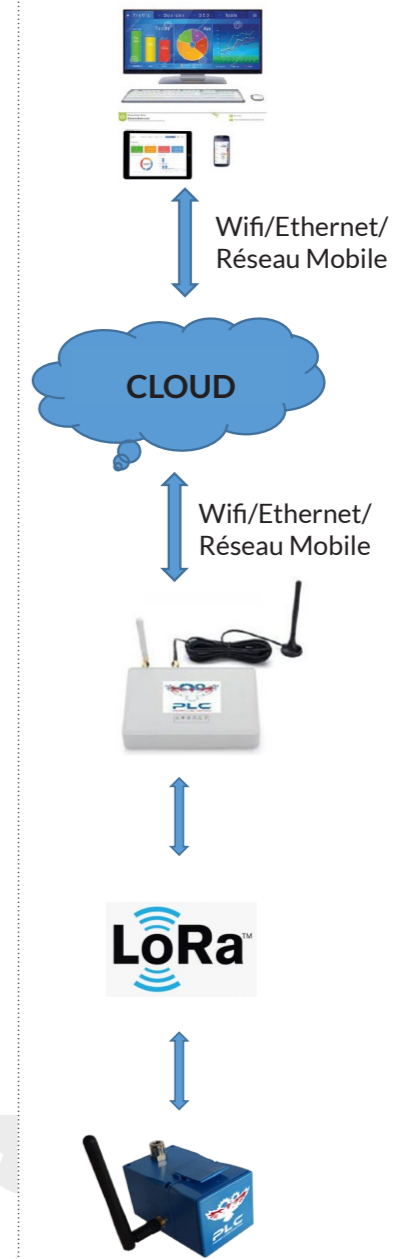 Wifi/Ethernet/
Réseau Mobile
CLOUD
Wifi/Ethernet/
Réseau Mobile
PLC
LoRa™
PLC